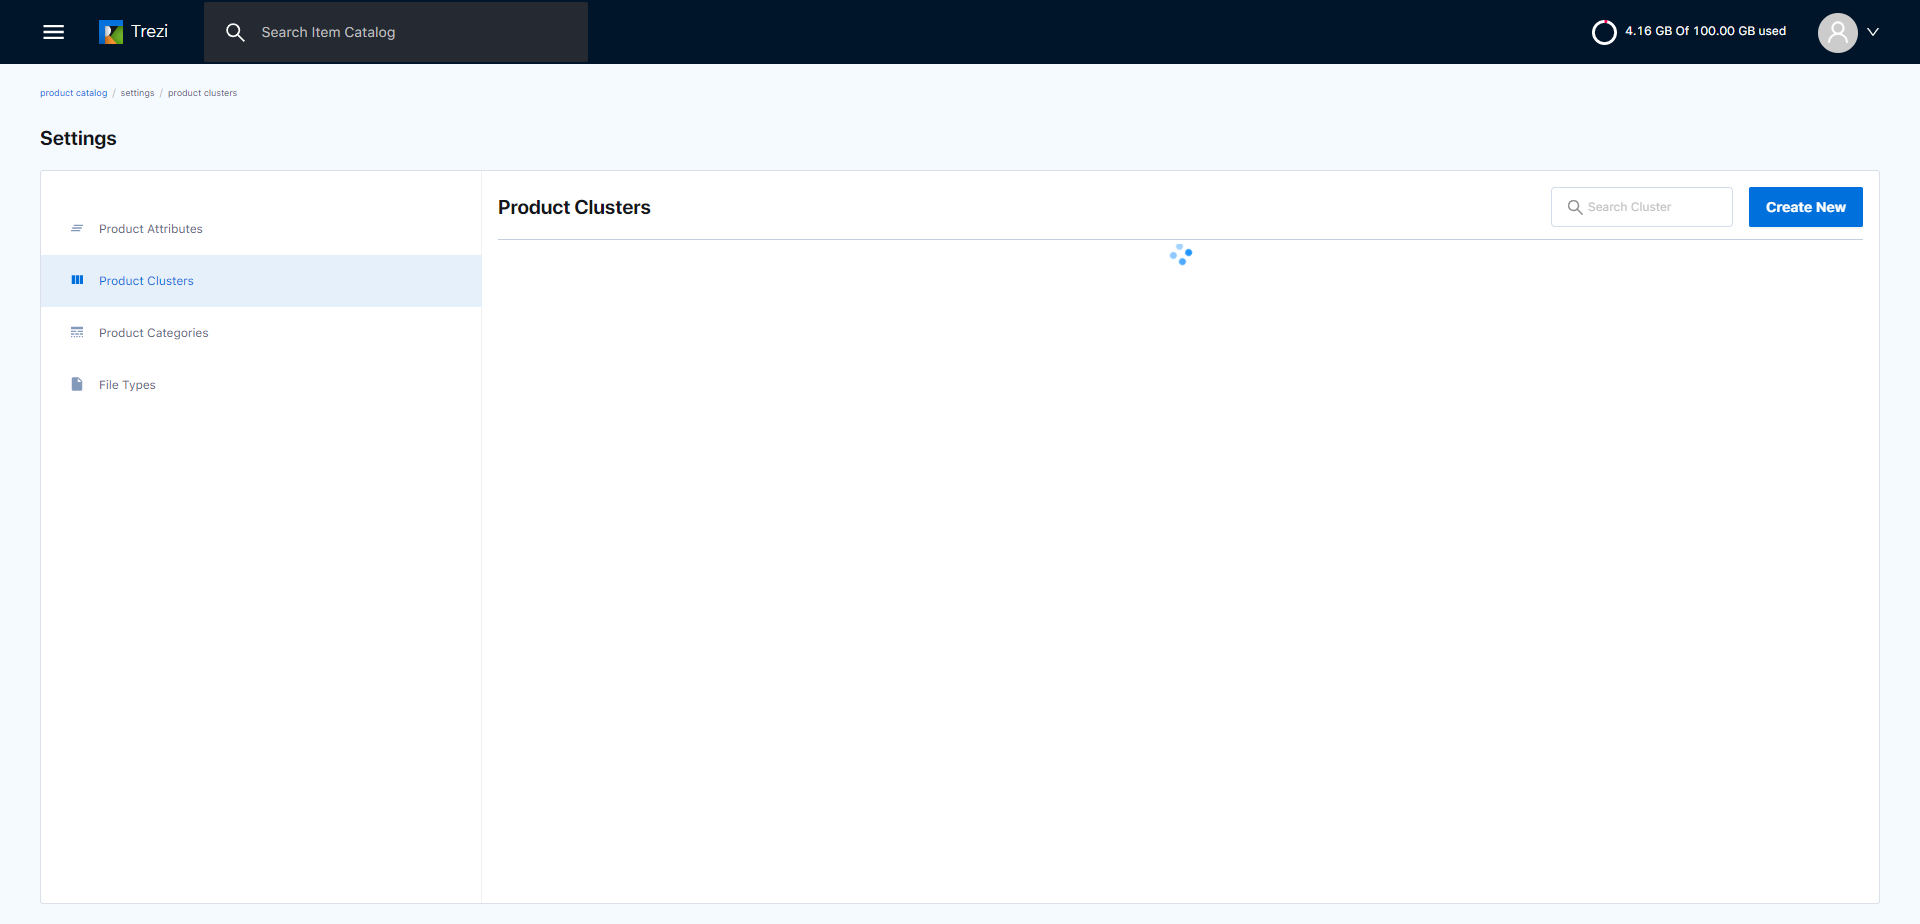 Trezi
Search Item Catalog
4.16 GB Of 100.00 GB used
product catalog / settings / product clusters
Settings
Product Attributes
Product Clusters
Product Categories
File Types
Product Clusters
Search Cluster
Create New